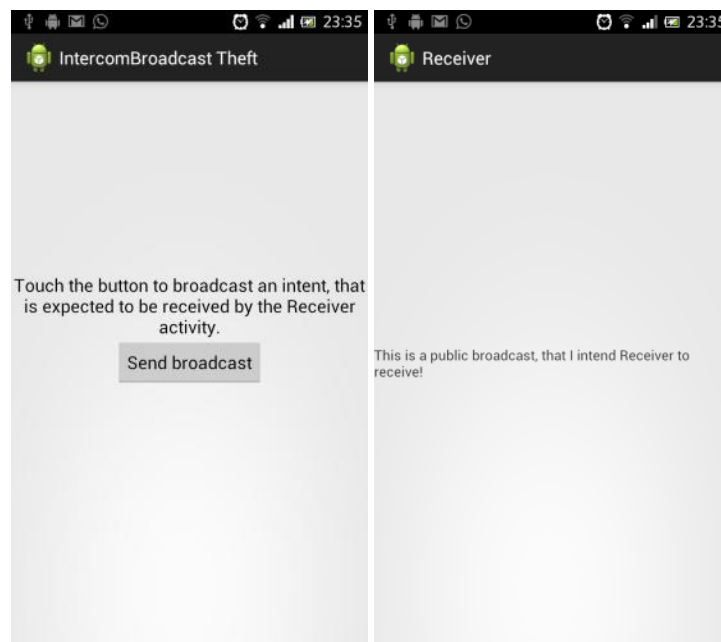 23:35
IntercomBroadcast Theft
Touch the button to broadcast an intent, that
is expected to be received by the Receiver
activity.
Send broadcast
23:35
Receiver
This is a public broadcast, that I intend Receiver to
receive!